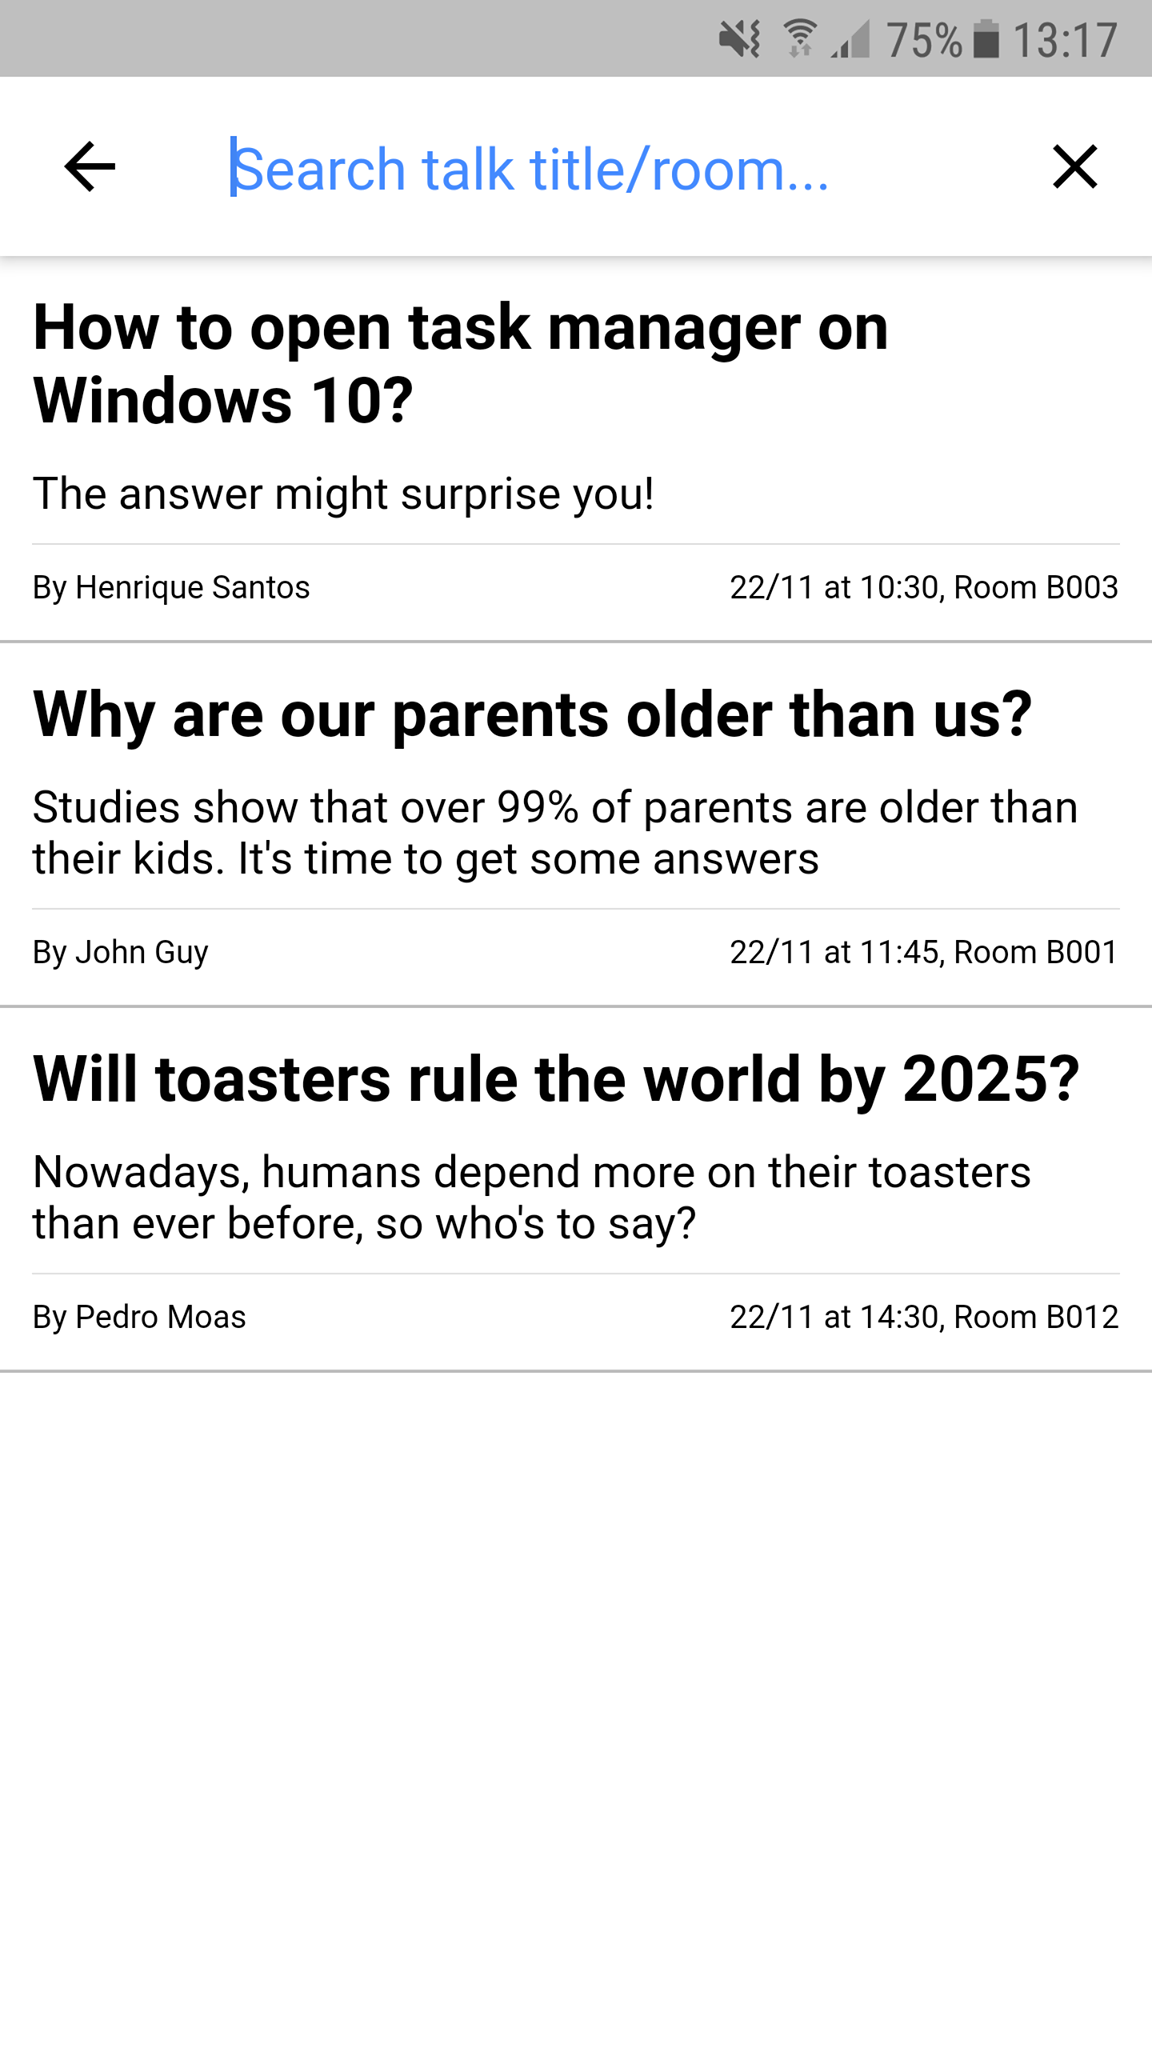 75% 13:17
Search talk title/room...
How to open task manager on
Windows 10?
The answer might surprise you!
By Henrique Santos 22/11 at 10:30, Room B003
Why are our parents older than us?
Studies show that over 99% of parents are older than
their kids. It's time to get some answers
By John Guy 22/11 at 11:45, Room B001
Will toasters rule the world by 2025?
Nowadays, humans depend more on their toasters
than ever before, so who's to say?
By Pedro Moas 22/11 at 14:30, Room B012